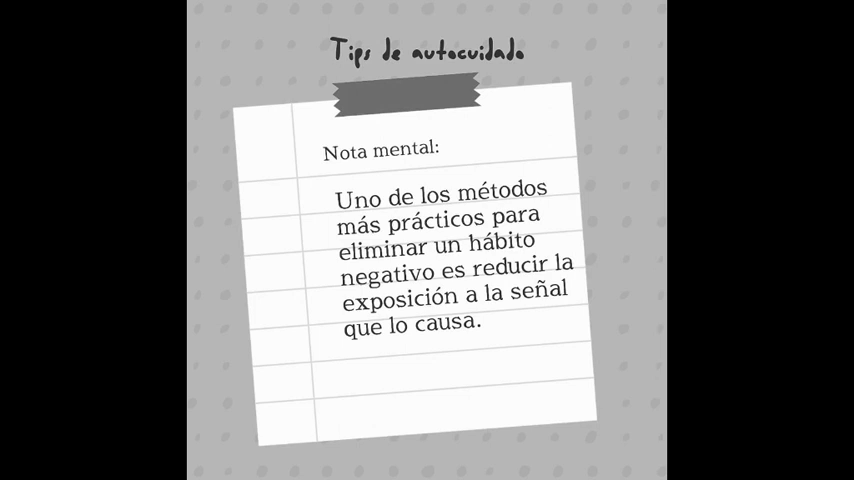 Tips de autocuidado
Nota mental:
Uno de los métodos
más prácticos para
eliminar un hábito
negativo es reducir la
exposición a la señal
que lo causa.